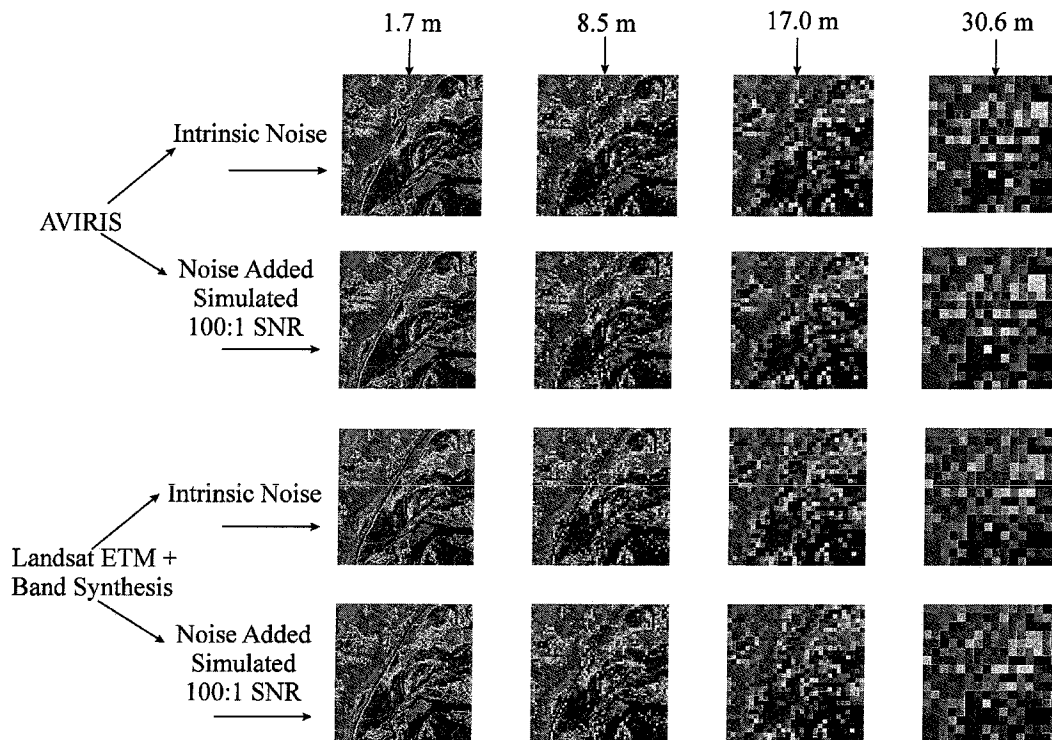 1.7 m
8.5 m
17.0 m
30.6 m
Intrinsic Noise
AVIRIS
Noise Added
Simulated
100:1 SNR
Intrinsic Noise
Landsat ETM +
Band Synthesis
Noise Added
Simulated
100:1 SNR